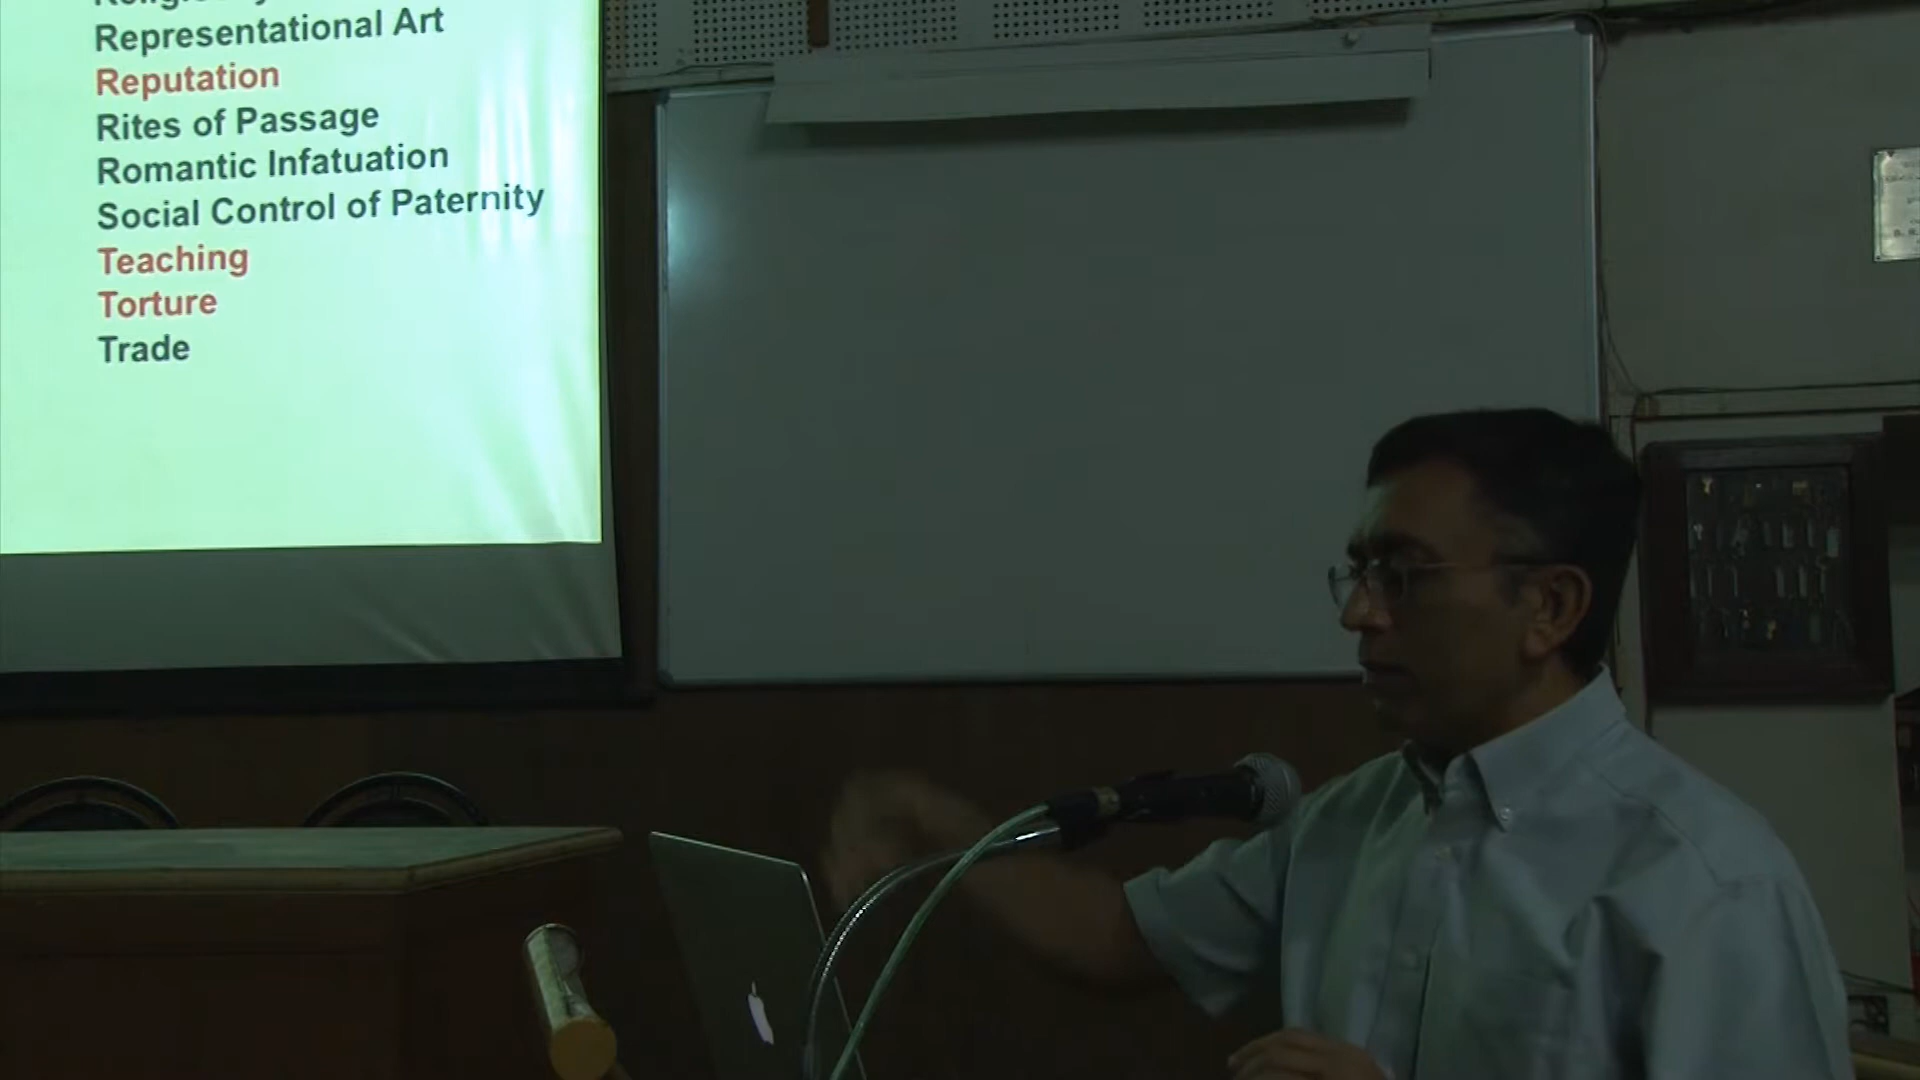 Representational Art
Reputation
Rites of Passage
Romantic Infatuation
Social Control of Paternity
Teaching
Torture
Trade